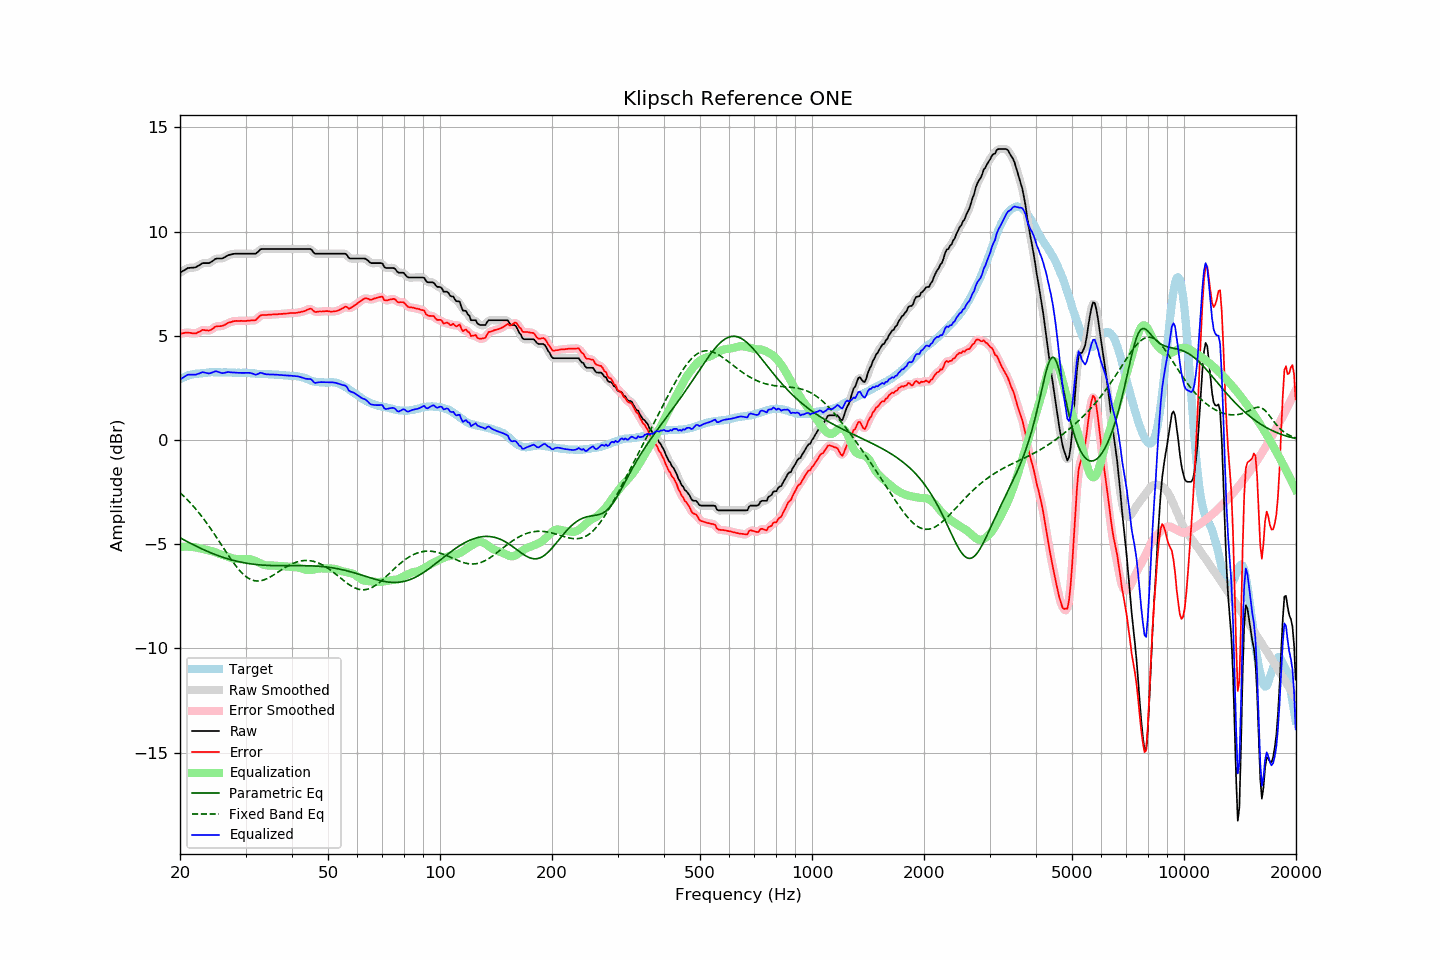 Klipsch Reference ONE
Amplitude (dBr)
15
10
5
0
−5
−10
−15
Target
Raw Smoothed
Error Smoothed
Raw
Error
Equalization
Parametric Eq
Fixed Band Eq
Equalized
20 50 100 200 500 1000 2000 5000 10000 20000
Frequency (Hz)